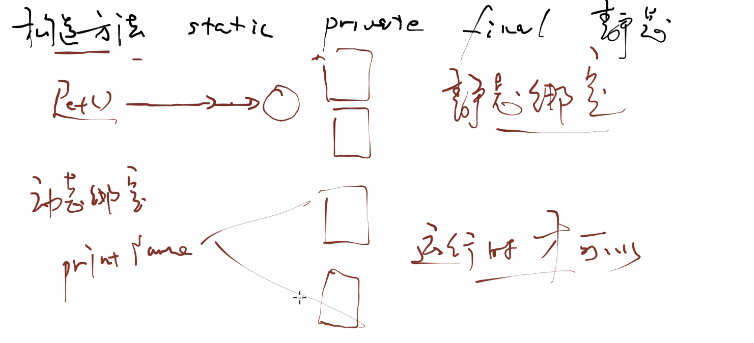 构造方法 static private final 静态
Pet() 静态绑定
动态绑定
printName 运行时才可以